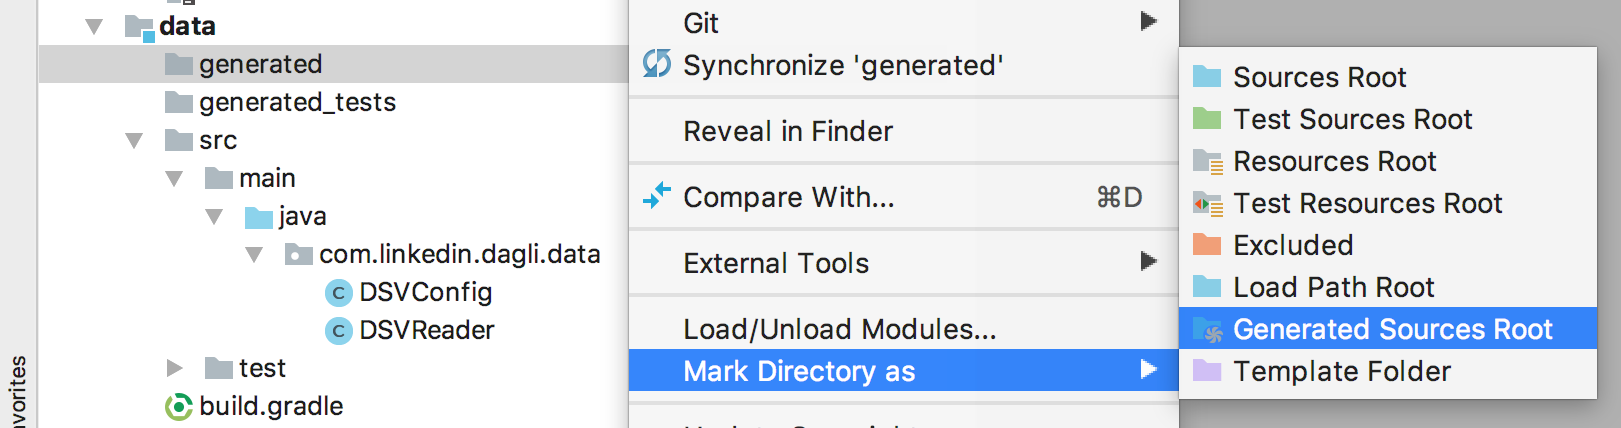 data
generated
generated_tests
src
main
java
com.linkedin.dagli.data
DSVConfig
DSVReader
test
build.gradle
avorites
Git
Synchronize 'generated'
Reveal in Finder
Compare With... ⌘D
External Tools
Load/Unload Modules...
Mark Directory as
Sources Root
Test Sources Root
Resources Root
Test Resources Root
Excluded
Load Path Root
Generated Sources Root
Template Folder